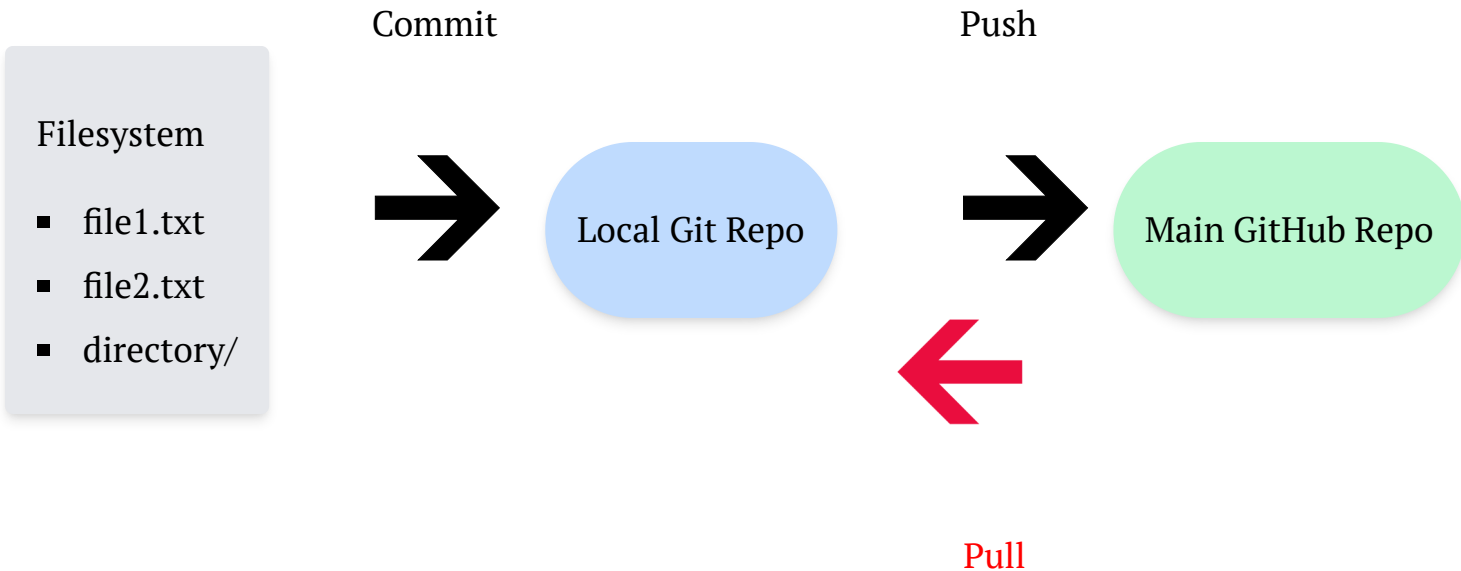 Commit
Push
Filesystem
file1.txt
file2.txt
directory/
Local Git Repo
Main GitHub Repo
Pull